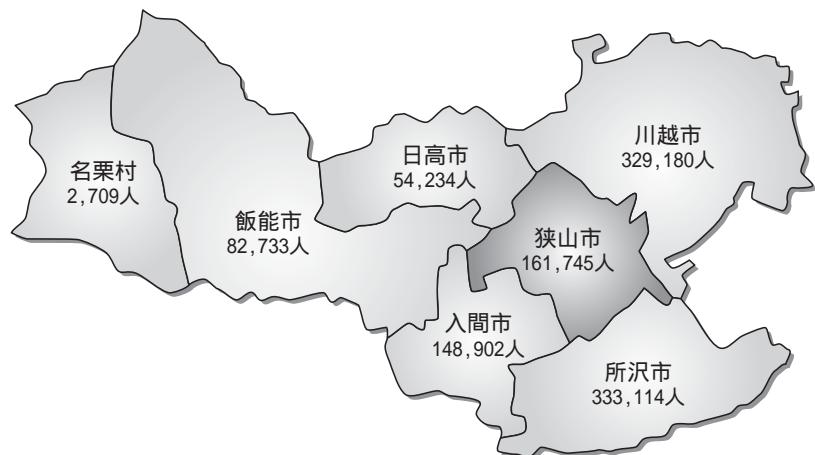 川越市
329,180人
日高市
54,234人
名栗村
2,709人
飯能市
82,733人
狭山市
161,745人
入間市
148,902人
所沢市
333,114人